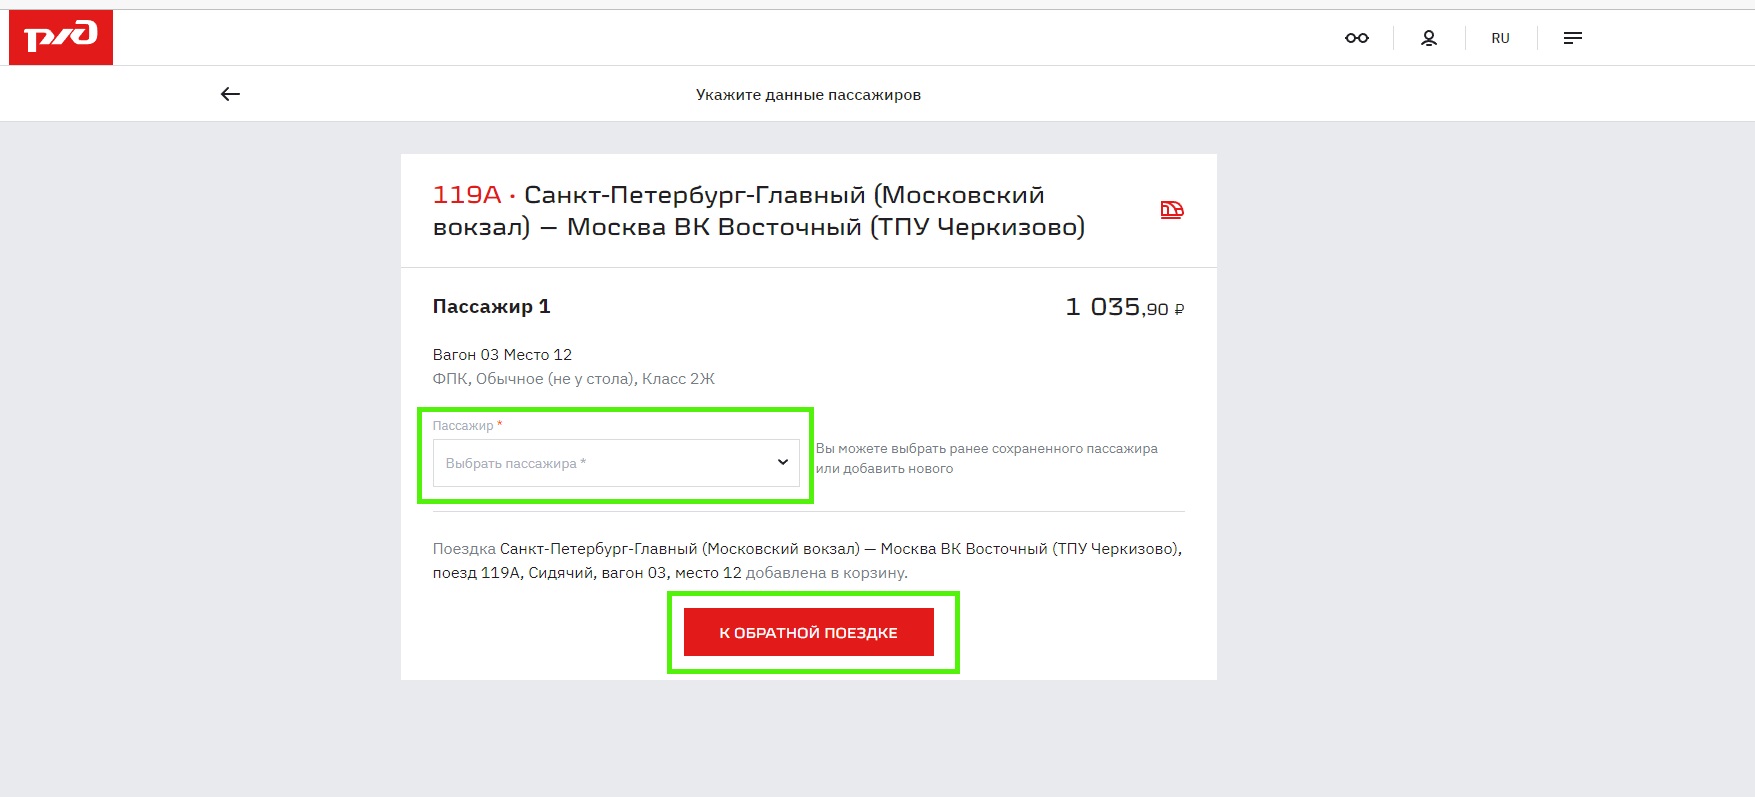 ржд
RU
Укажите данные пассажиров
119А • Санкт-Петербург-Главный (Московский
вокзал) — Москва ВК Восточный (ТПУ Черкизово)
Пассажир 1
1 035,90 ₽
Вагон 03 Место 12
ФПК, Обычное (не у стола), Класс 2Ж
Пассажир *
Выбрать пассажира *
Вы можете выбрать ранее сохраненного пассажира
или добавить нового
Поездка Санкт-Петербург-Главный (Московский вокзал) — Москва ВК Восточный (ТПУ Черкизово),
поезд 119А, Сидячий, вагон 03, место 12 добавлена в корзину.
К ОБРАТНОЙ ПОЕЗДКЕ